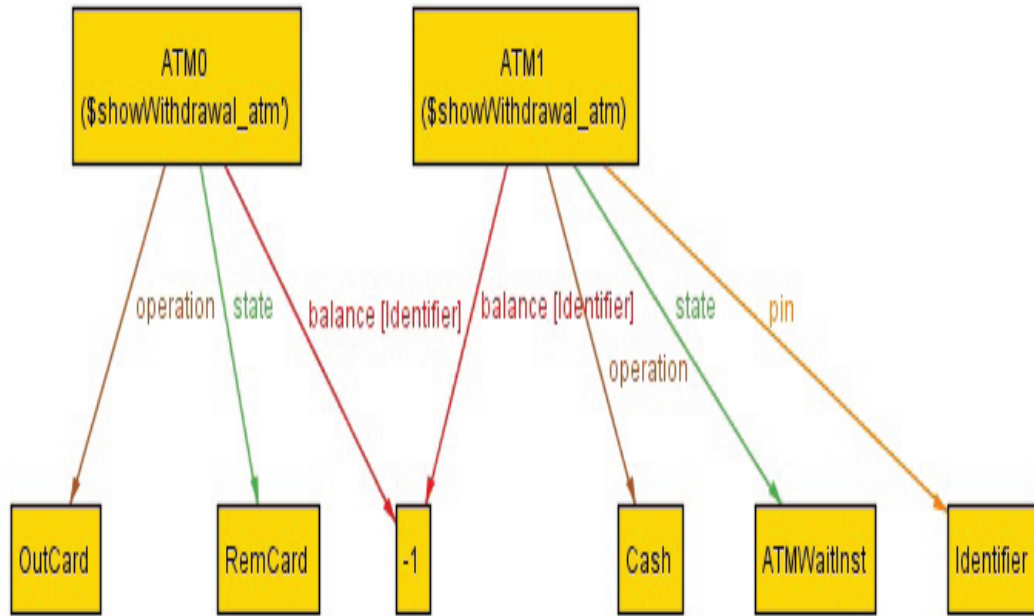 ATM0
($showWithdrawal_atm')
ATM1
($showWithdrawal_atm)
operation
state
balance [Identifier]
balance [Identifier]
operation
state
pin
OutCard
RemCard
-1
Cash
ATMWaitInst
Identifier